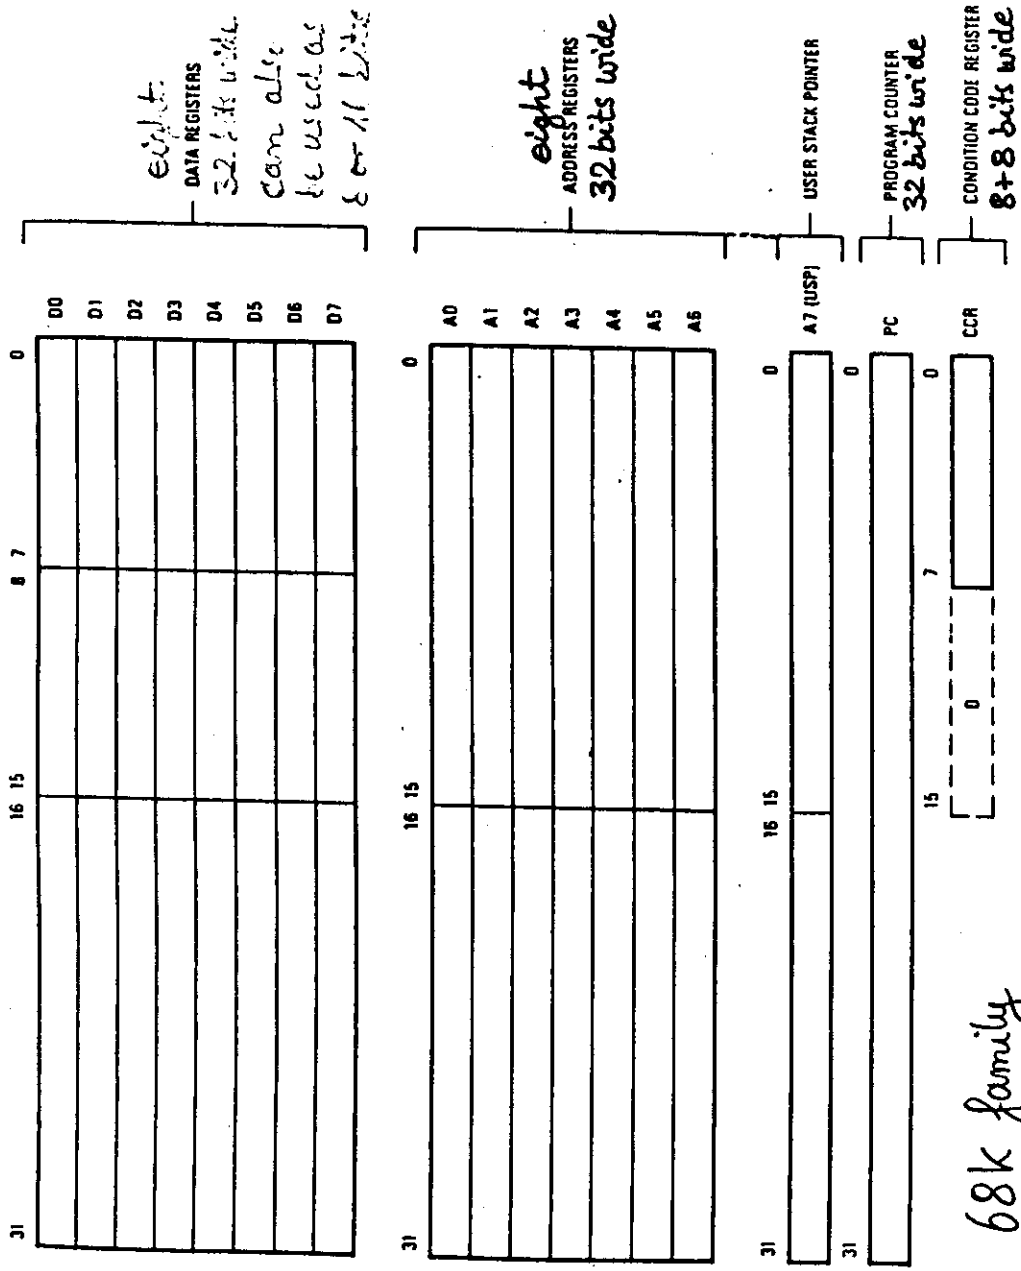 31
16 15
8 7
0
D0
D1
D2
D3
D4
D5
D6
D7
eight
DATA REGISTERS
32 bits wide
can also
be used as
8 or 16 bits
31
16 15
0
A0
A1
A2
A3
A4
A5
A6
eight
ADDRESS REGISTERS
32 bits wide
31
16 15
0
A7 (USP)
USER STACK POINTER
31
0
PC
PROGRAM COUNTER
32 bits wide
15
7
0
0
CCR
CONDITION CODE REGISTER
8+8 bits wide
68K family